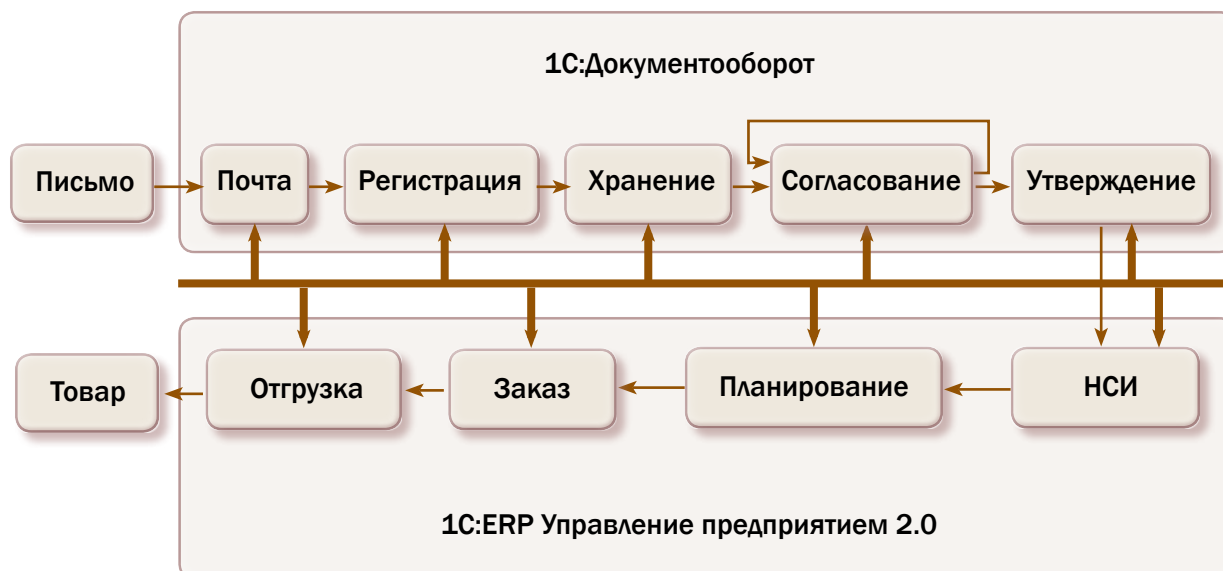 1С:Документооборот
Письмо
Почта
Регистрация
Хранение
Согласование
Утверждение
Товар
Отгрузка
Заказ
Планирование
НСИ
1С:ERP Управление предприятием 2.0